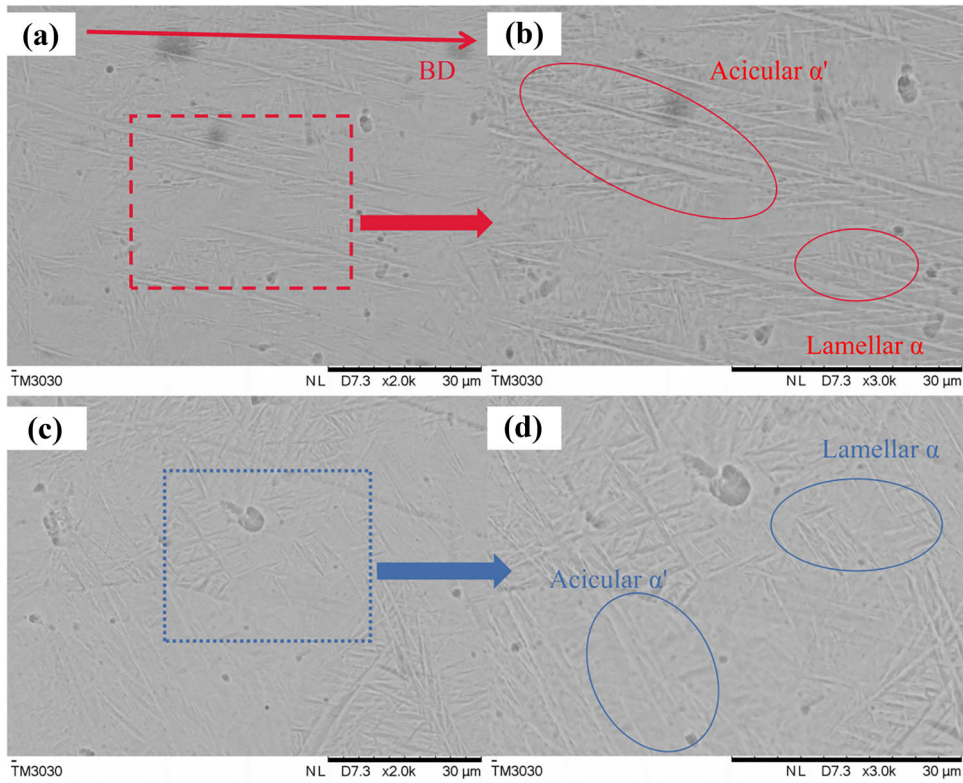 (a)
BD
TM3030
NL D7.3 x2.0k 30 μm
(b)
Acicular α'
Lamellar α
TM3030
NL D7.3 x3.0k 30 μm
(c)
TM3030
NL D7.3 x2.0k 30 μm
(d)
Lamellar α
Acicular α'
TM3030
NL D7.3 x3.0k 30 μm